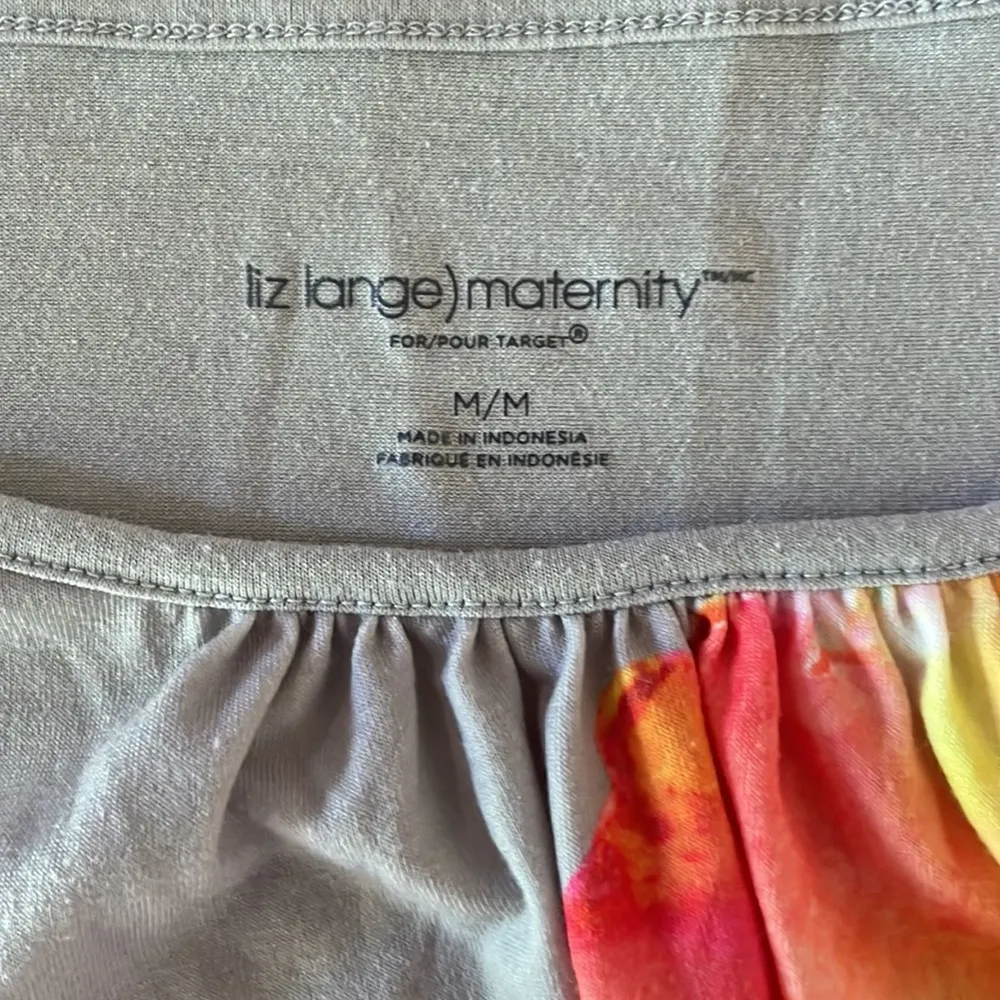 liz lange)maternity™/MC
FOR/POUR TARGET®
M/M
MADE IN INDONESIA
FABRIQUÉ EN INDONÉSIE